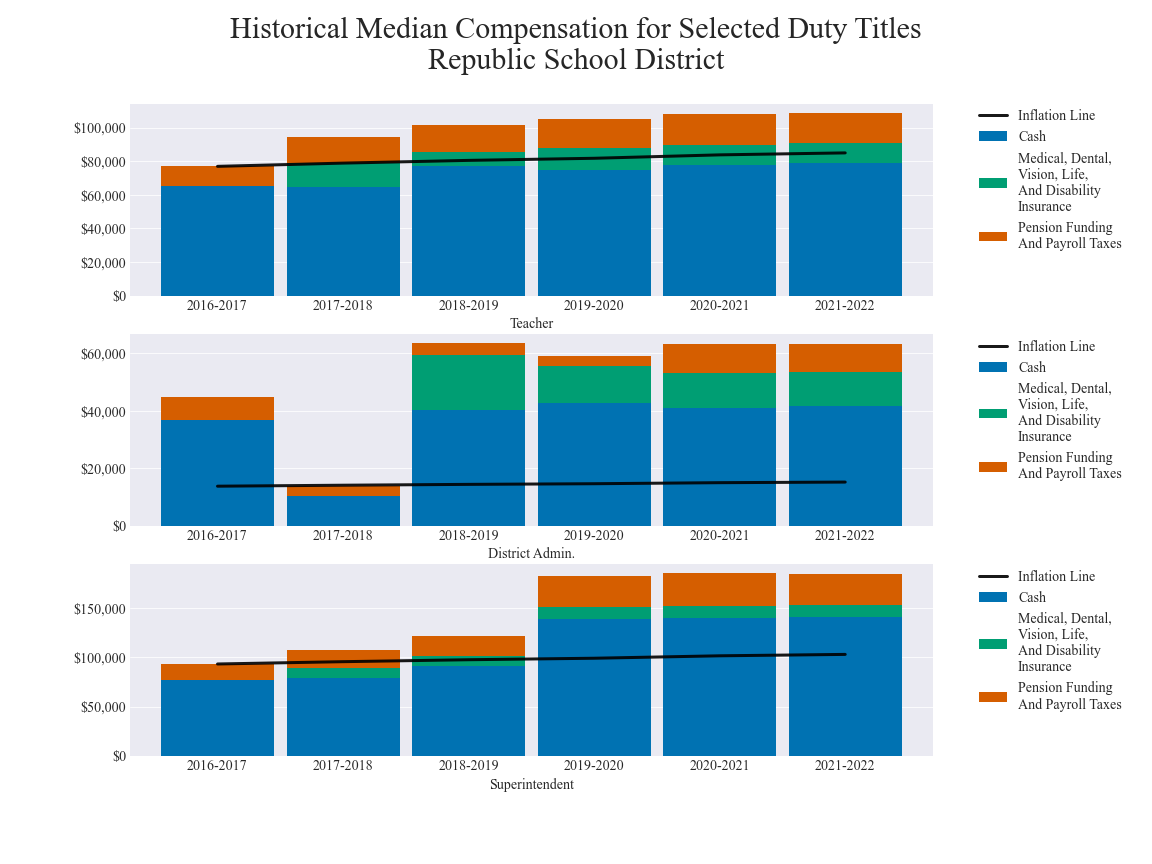 Historical Median Compensation for Selected Duty Titles
Republic School District
$100,000
$80,000
$60,000
$40,000
$20,000
$0
2016-2017 2017-2018 2018-2019 2019-2020 2020-2021 2021-2022
Teacher
Inflation Line
Cash
Medical, Dental,
Vision, Life,
And Disability
Insurance
Pension Funding
And Payroll Taxes
$60,000
$40,000
$20,000
$0
2016-2017 2017-2018 2018-2019 2019-2020 2020-2021 2021-2022
District Admin.
Inflation Line
Cash
Medical, Dental,
Vision, Life,
And Disability
Insurance
Pension Funding
And Payroll Taxes
$150,000
$100,000
$50,000
$0
2016-2017 2017-2018 2018-2019 2019-2020 2020-2021 2021-2022
Superintendent
Inflation Line
Cash
Medical, Dental,
Vision, Life,
And Disability
Insurance
Pension Funding
And Payroll Taxes